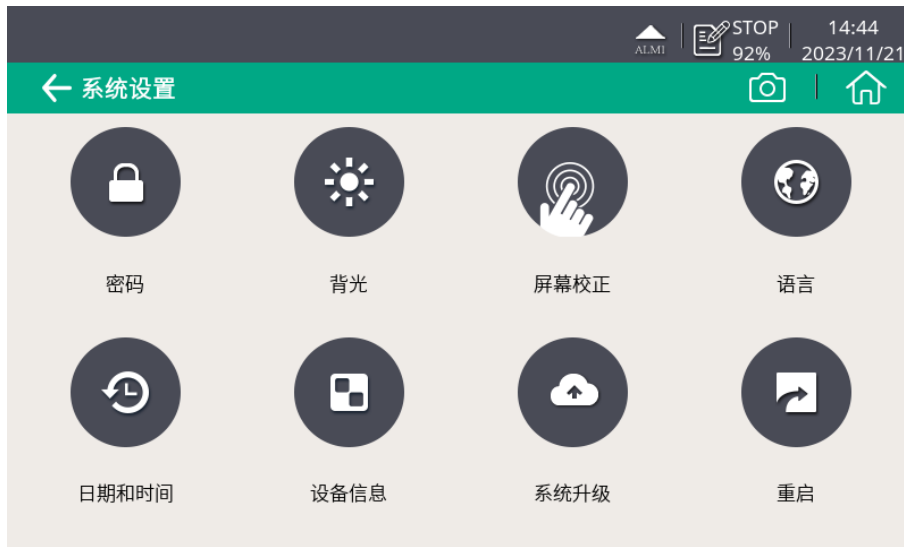 STOP 14:44
ALM1 92% 2023/11/21
系统设置
密码 背光 屏幕校正 语言
日期和时间 设备信息 系统升级 重启